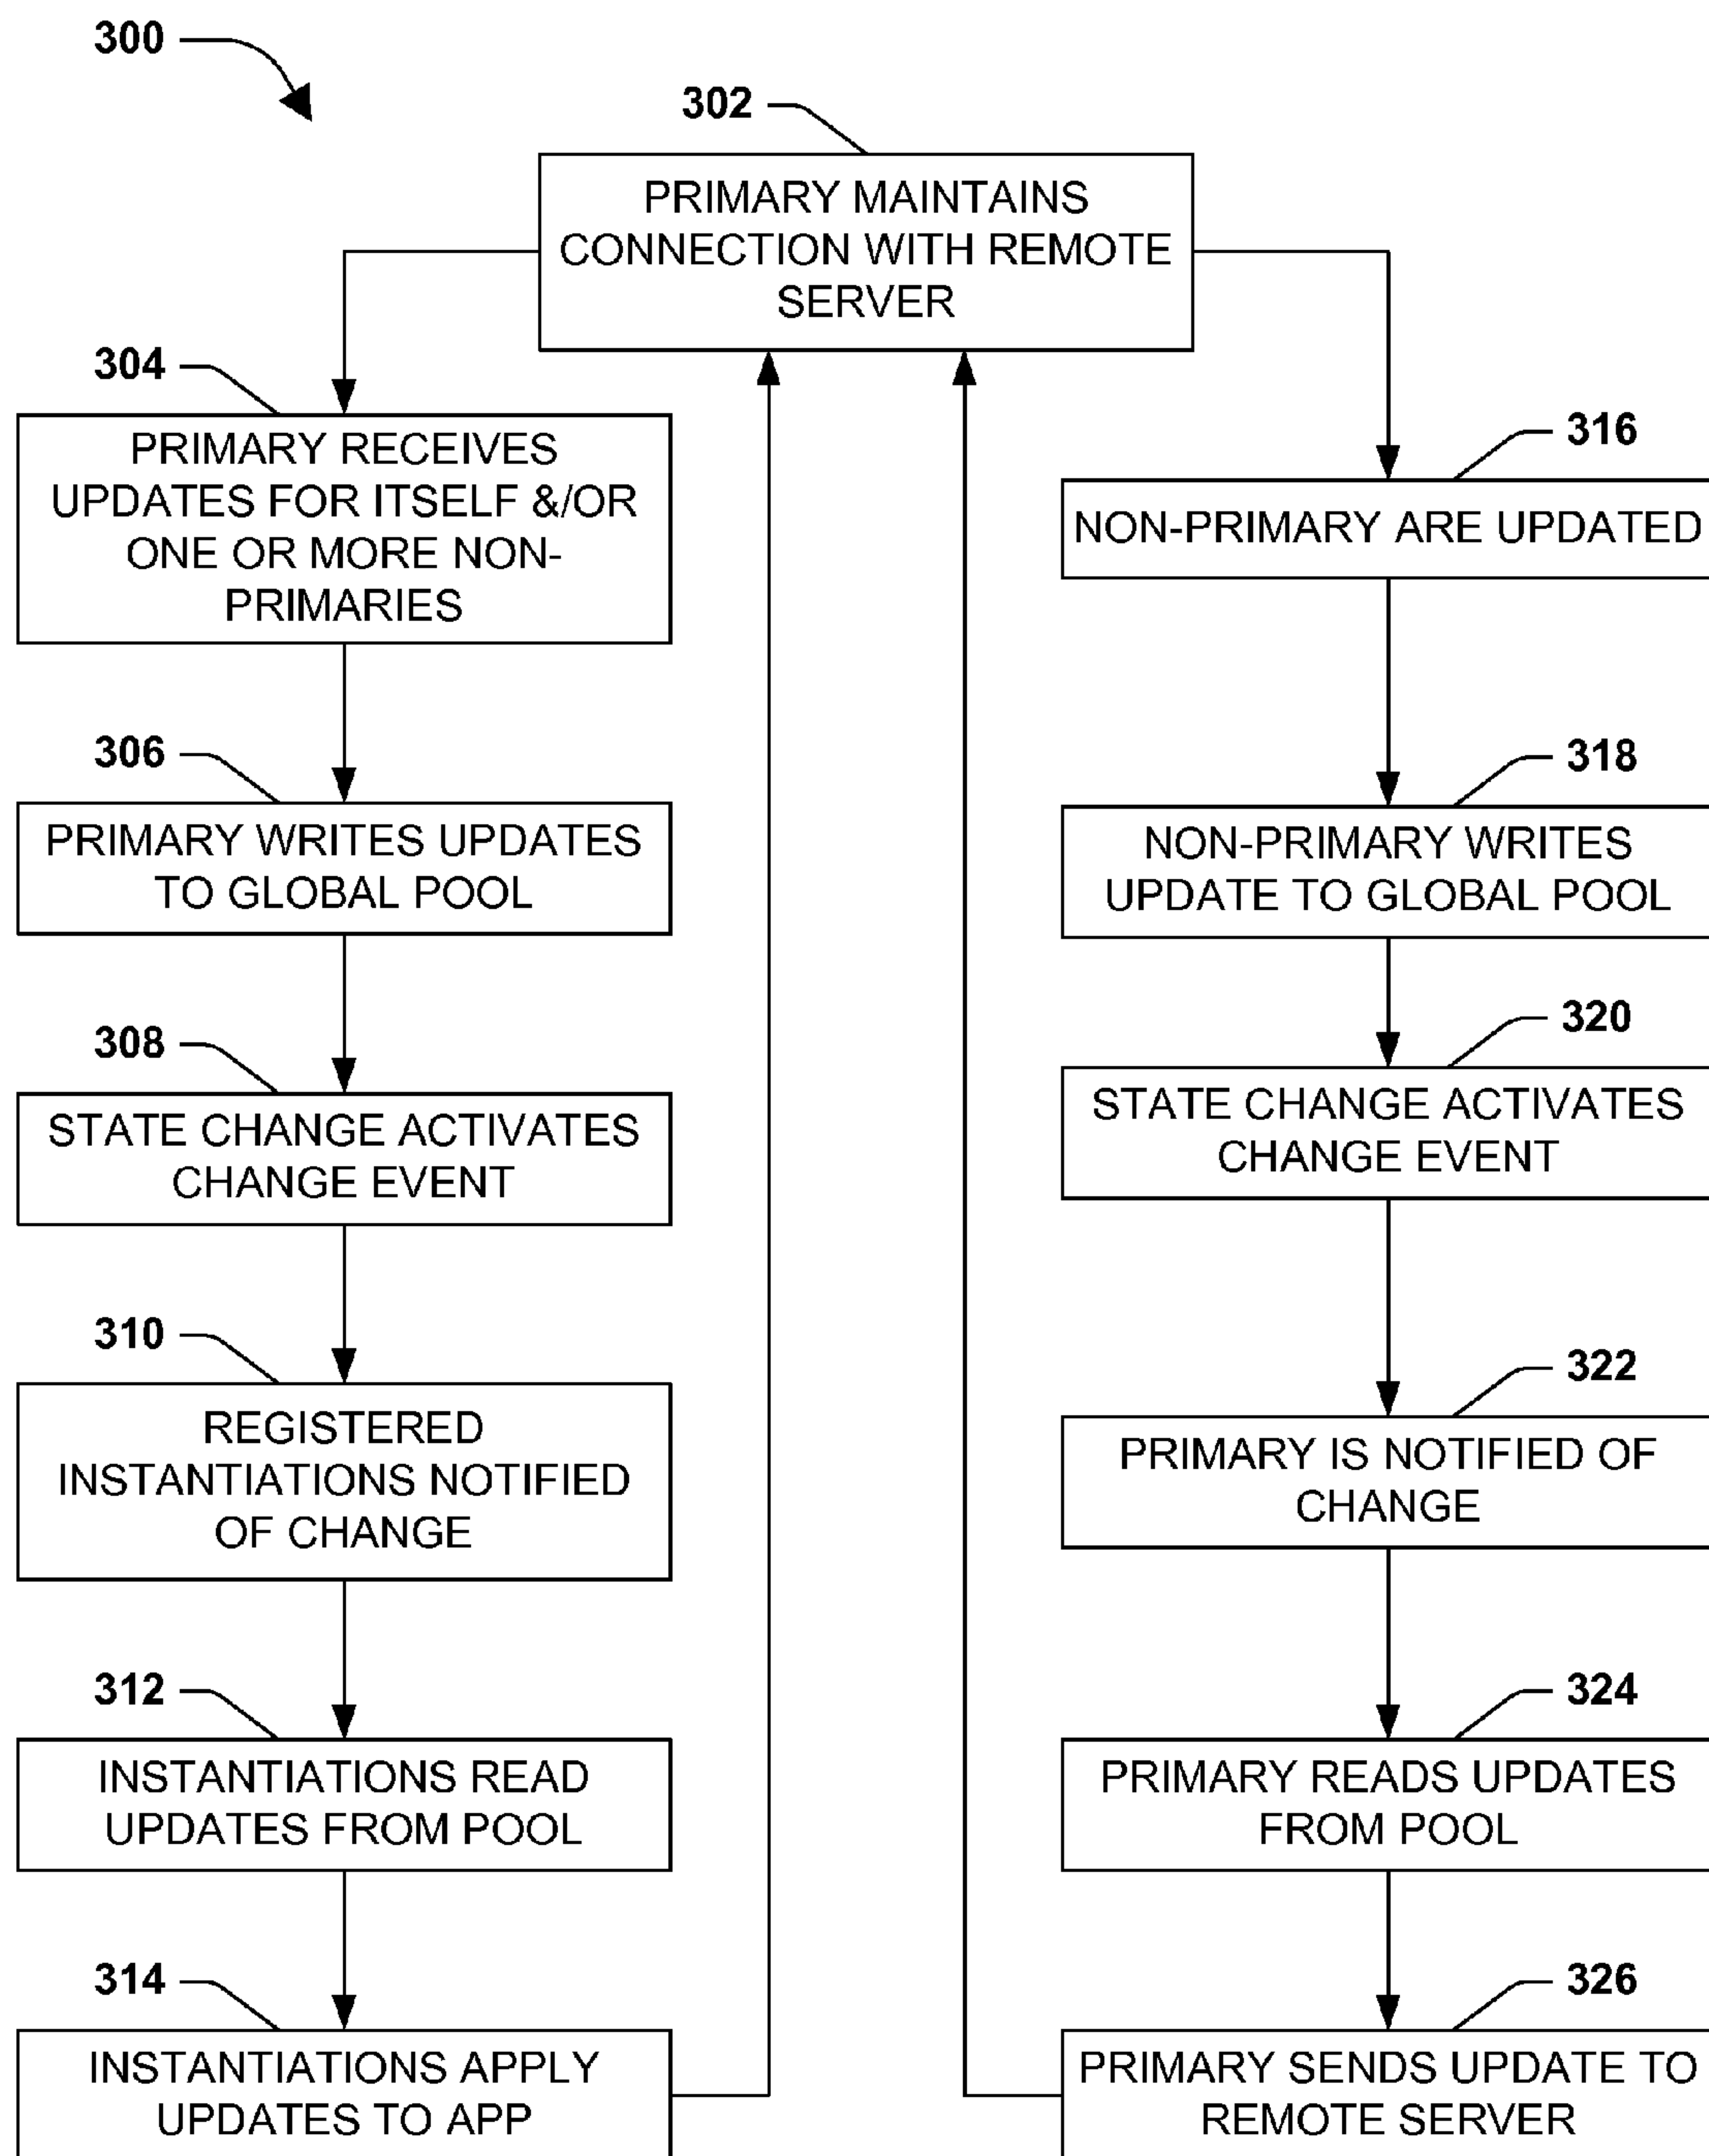 300
302
PRIMARY MAINTAINS
CONNECTION WITH REMOTE
SERVER
304
PRIMARY RECEIVES
UPDATES FOR ITSELF &/OR
ONE OR MORE NON-
PRIMARIES
306
PRIMARY WRITES UPDATES
TO GLOBAL POOL
308
STATE CHANGE ACTIVATES
CHANGE EVENT
310
REGISTERED
INSTANTIATIONS NOTIFIED
OF CHANGE
312
INSTANTIATIONS READ
UPDATES FROM POOL
314
INSTANTIATIONS APPLY
UPDATES TO APP
316
NON-PRIMARY ARE UPDATED
318
NON-PRIMARY WRITES
UPDATE TO GLOBAL POOL
320
STATE CHANGE ACTIVATES
CHANGE EVENT
322
PRIMARY IS NOTIFIED OF
CHANGE
324
PRIMARY READS UPDATES
FROM POOL
326
PRIMARY SENDS UPDATE TO
REMOTE SERVER